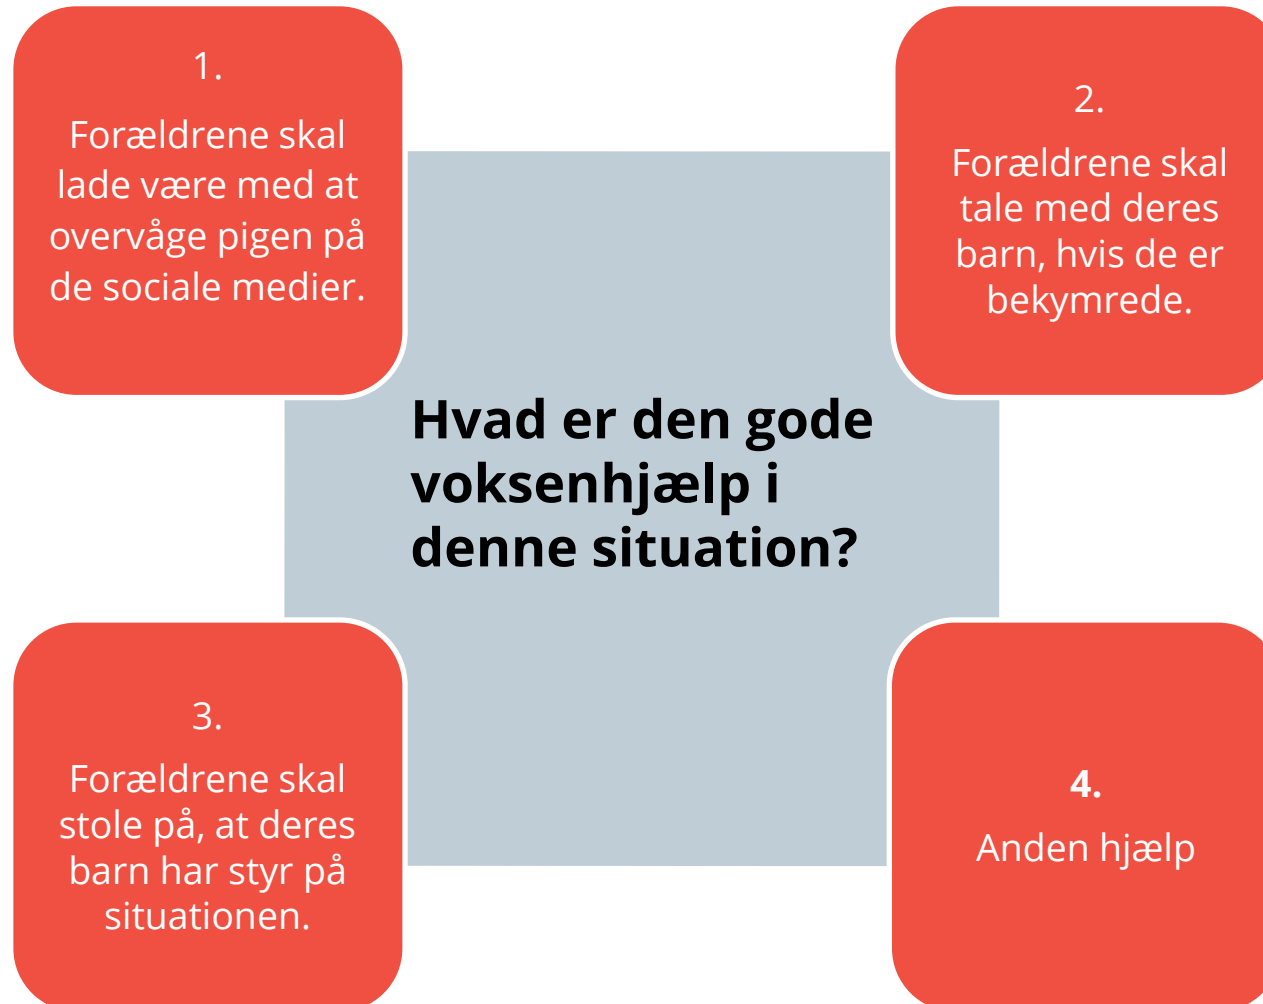 1.
Forældrene skal
lade være med at
overvåge pigen på
de sociale medier.
2.
Forældrene skal
tale med deres
barn, hvis de er
bekymrede.
Hvad er den gode
voksenhjælp i
denne situation?
3.
Forældrene skal
stole på, at deres
barn har styr på
situationen.
4.
Anden hjælp